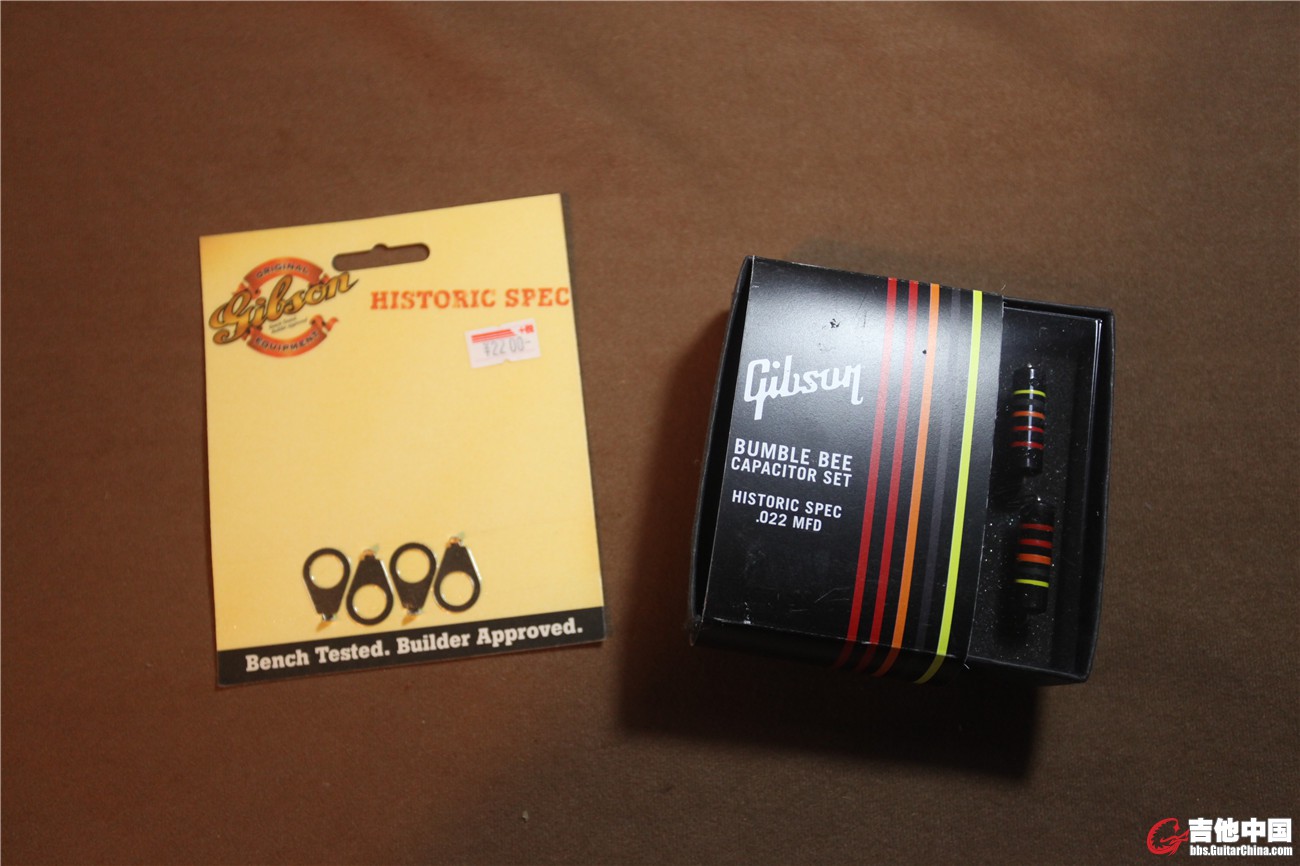 ORIGINAL
Gibson
EQUIPMENT
HISTORIC SPEC
¥2200-
Bench Tested. Builder Approved.
Gibson
BUMBLE BEE
CAPACITOR SET
HISTORIC SPEC
.022 MFD
吉他中国
bbs.GuitarChina.com